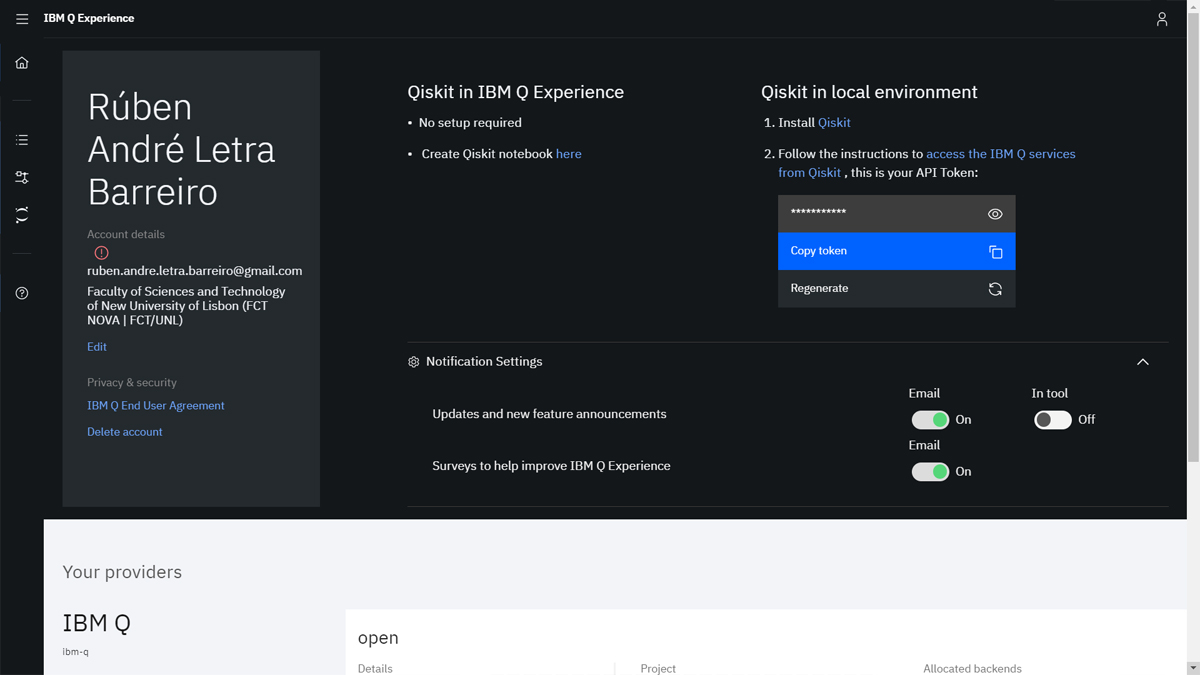 IBM Q Experience
Rúben
André Letra
Barreiro
Account details
ruben.andre.letra.barreiro@gmail.com
Faculty of Sciences and Technology
of New University of Lisbon (FCT
NOVA | FCT/UNL)
Edit
Privacy & security
IBM Q End User Agreement
Delete account
Qiskit in IBM Q Experience
• No setup required
• Create Qiskit notebook here
Qiskit in local environment
1. Install Qiskit
2. Follow the instructions to access the IBM Q services
from Qiskit , this is your API Token:
***********
Copy token
Regenerate
Notification Settings
Email In tool
Updates and new feature announcements
On Off
Email
Surveys to help improve IBM Q Experience
On
Your providers
IBM Q
ibm-q
open
Details Project Allocated backends